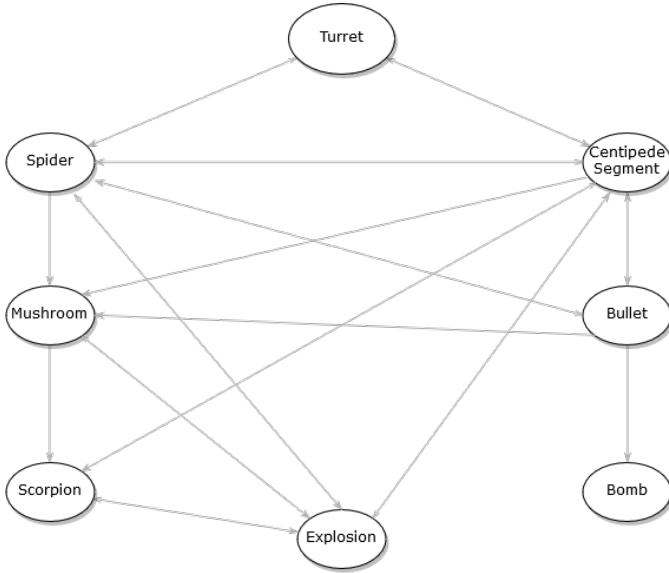 Turret
Spider
Centipede
Segment
Mushroom
Bullet
Scorpion
Bomb
Explosion